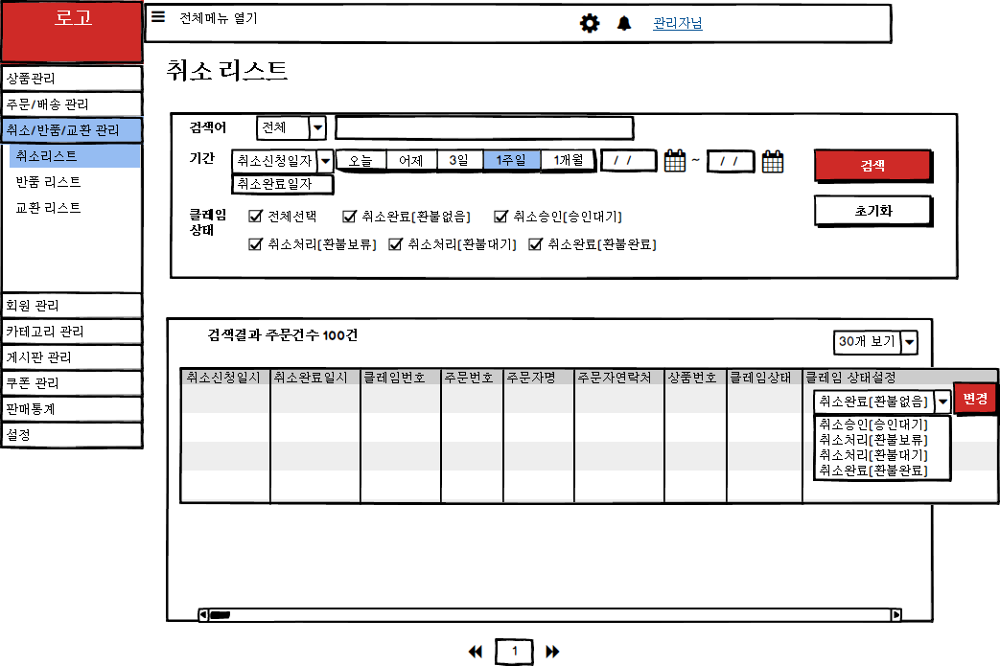 로고
전체메뉴 열기
관리자님
취소 리스트
상품관리
주문/배송 관리
취소/반품/교환 관리
취소리스트
반품 리스트
교환 리스트
회원 관리
카테고리 관리
게시판 관리
쿠폰 관리
판매통계
설정
검색어 전체
기간 취소신청일자 오늘 어제 3일 1주일 1개월 / / ~ / /
취소완료일자
검색
초기화
클레임
상태
전체선택 취소완료(환불없음) 취소승인(승인대기)
취소처리(환불보류) 취소처리(환불대기) 취소완료(환불완료)
검색결과 주문건수 100건
30개 보기
취소신청일시 취소완료일시 클레임번호 주문번호 주문자명 주문자연락처 상품번호 클레임상태 클레임 상태설정
취소완료(환불없음) 변경
취소승인(승인대기)
취소처리(환불보류)
취소처리(환불대기)
취소완료(환불완료)
1